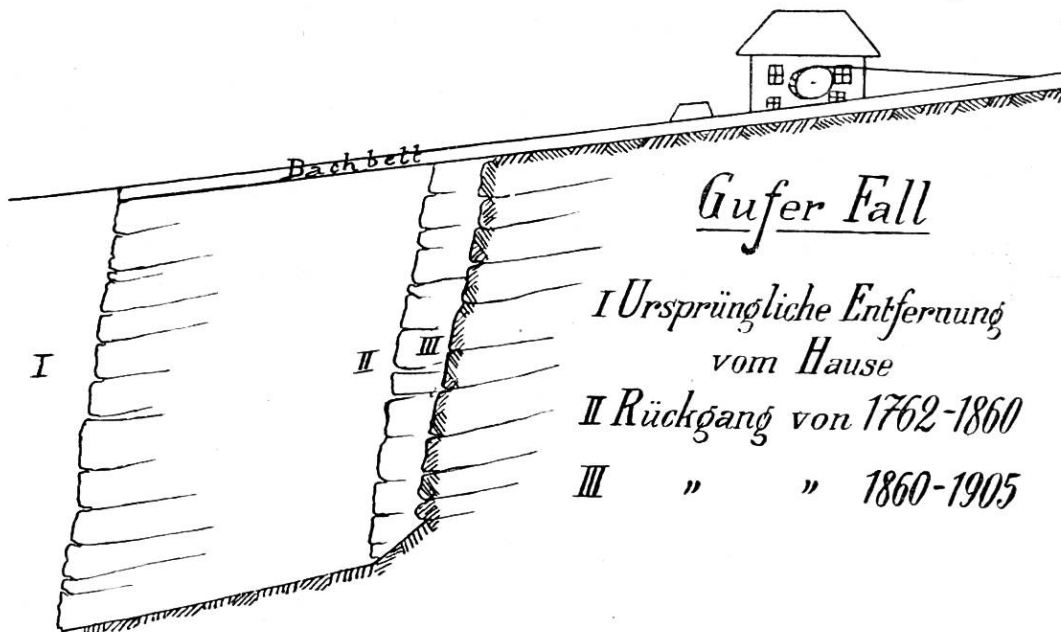 Bachbett
Gufer Fall
I Ursprüngliche Entfernung
vom Hause
II Rückgang von 1762-1860
III „ „ 1860-1905
I
II
III